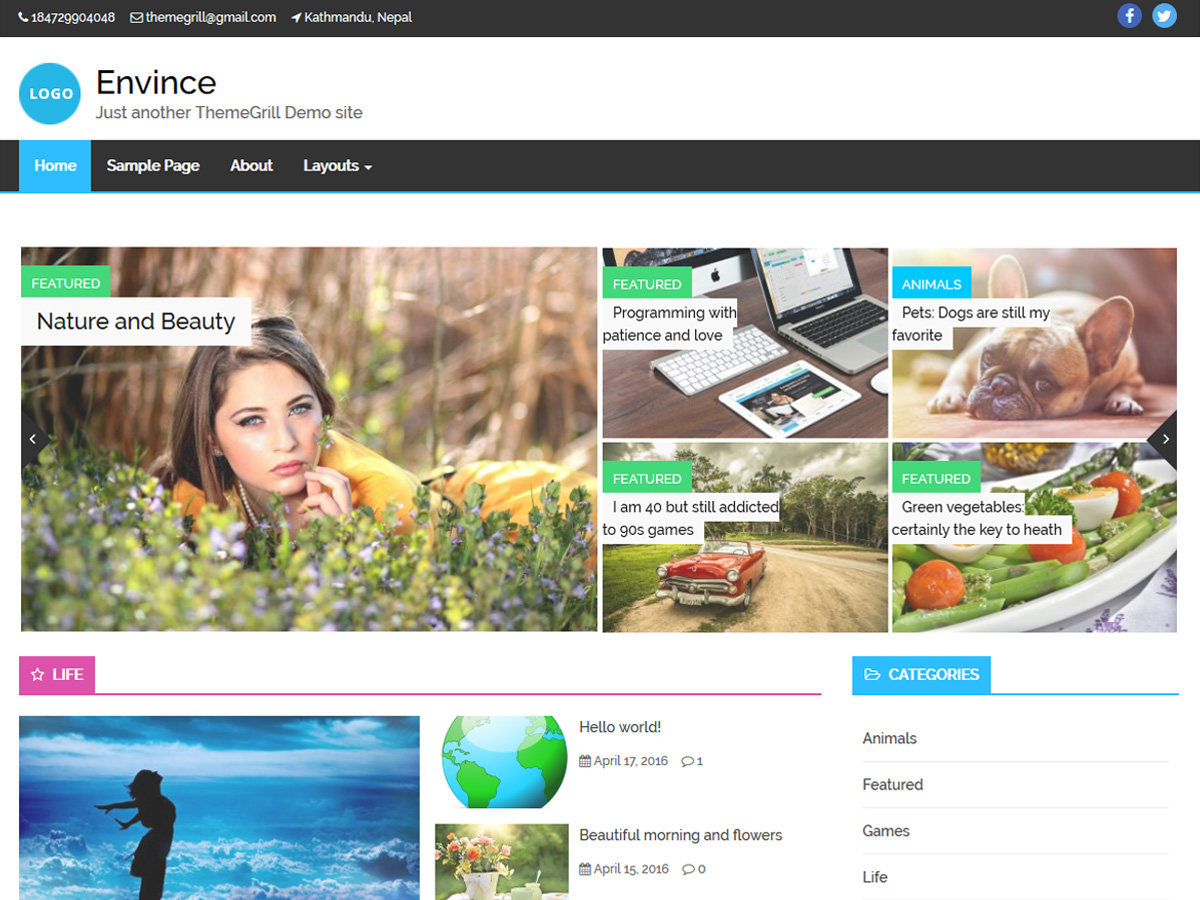 184729904048 themegrill@gmail.com Kathmandu, Nepal
LOGO
Envince
Just another ThemeGrill Demo site
Home Sample Page About Layouts
FEATURED
Nature and Beauty
FEATURED
Programming with
patience and love
ANIMALS
Pets: Dogs are still my
favorite
FEATURED
I am 40 but still addicted
to 90s games
FEATURED
Green vegetables:
certainly the key to heath
LIFE
Hello world!
April 17, 2016 1
Beautiful morning and flowers
April 15, 2016 0
CATEGORIES
Animals
Featured
Games
Life